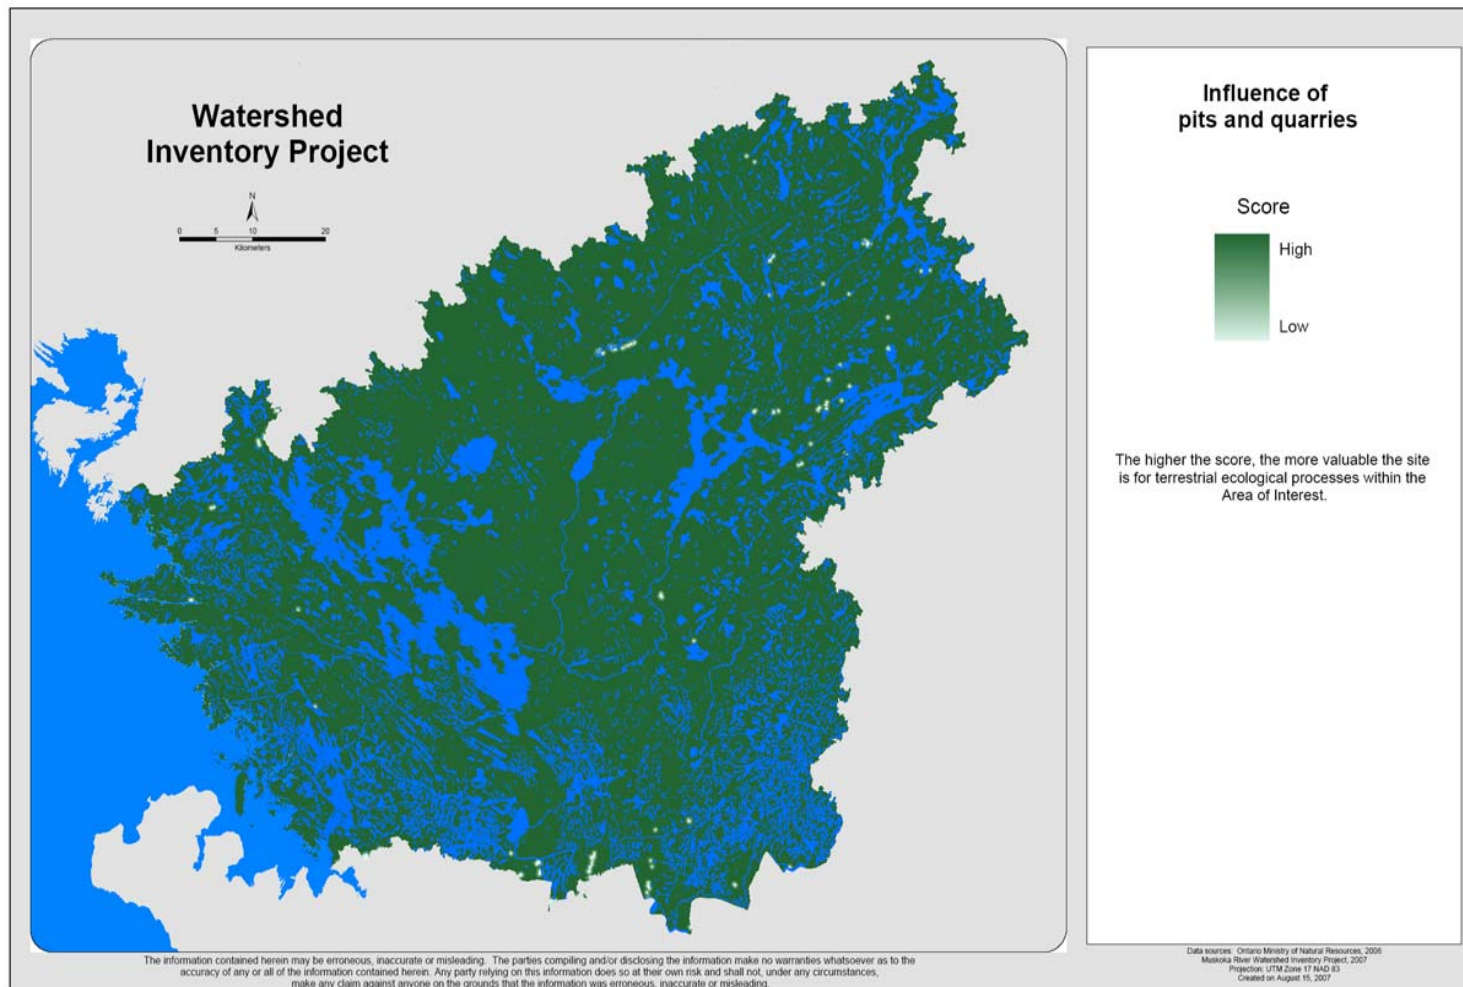 Watershed
Inventory Project
N
0 5 10 20
Kilometers
Influence of
pits and quarries
Score
High
Low
The higher the score, the more valuable the site
is for terrestrial ecological processes within the
Area of Interest.
The information contained herein may be erroneous, inaccurate or misleading. The parties compiling and/or disclosing the information make no warranties whatsoever as to the
accuracy of any or all of the information contained herein. Any party relying on this information does so at their own risk and shall not, under any circumstances,
make any claim against anyone on the grounds that the information was erroneous, inaccurate or misleading.
Data sources: Ontario Ministry of Natural Resources, 2006
Muskoka River Watershed Inventory Project, 2007
Projection: UTM Zone 17 NAD 83
Created on August 15, 2007